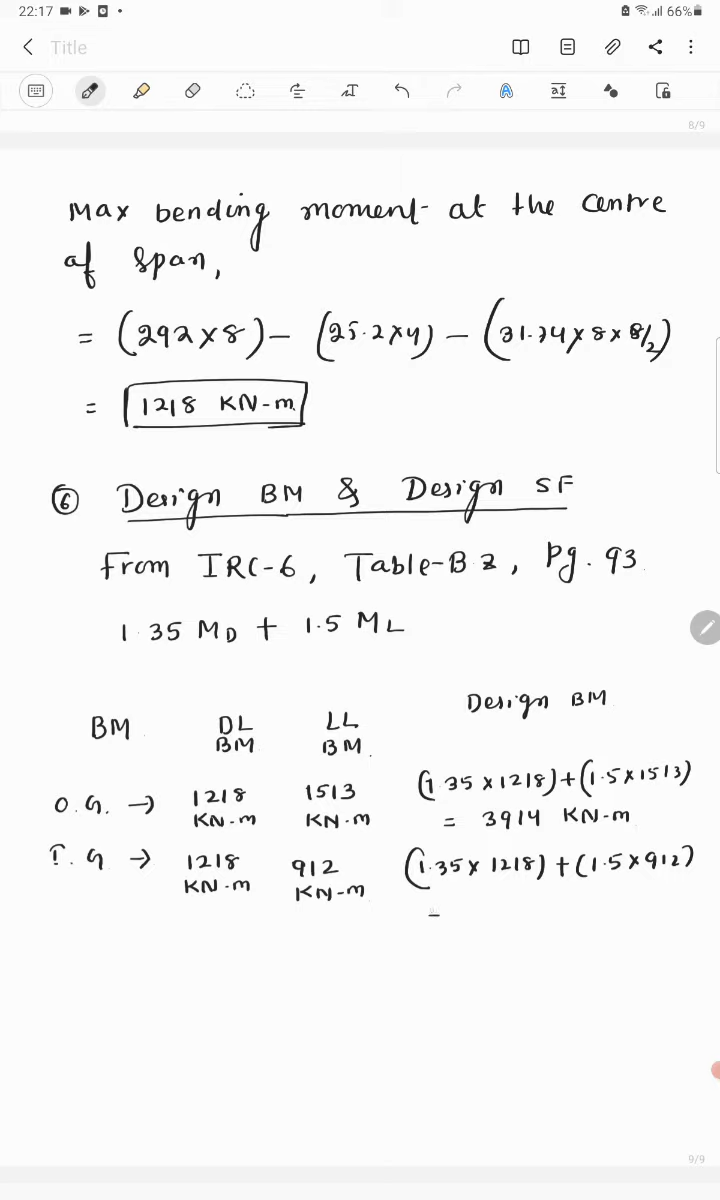 22:17 66%
Title
8/9
Max bending moment at the centre
of span,
= (292×8) - (25.2×4) - (31.24×8×8/2)
= 1218 KN-m
⑥ Design BM & Design SF
From IRC-6, Table-B2, Pg. 93
1.35 MD + 1.5 ML
BM DL BM LL BM Design BM
O.G. → 1218 KN-m 1513 KN-m (1.35 × 1218) + (1.5 × 1513)
= 3914 KN-m
I.G → 1218 KN-m 912 KN-m (1.35 × 1218) + (1.5 × 912)
=
9/9